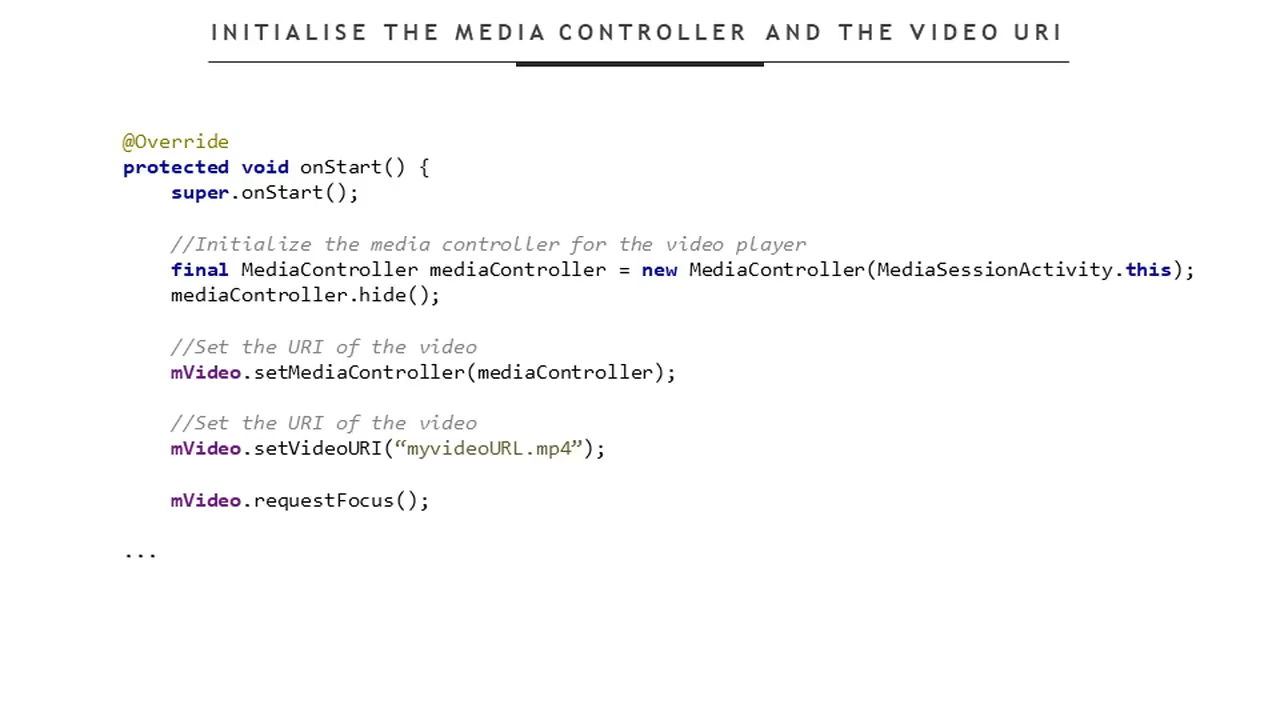 INITIALISE THE MEDIA CONTROLLER AND THE VIDEO URI
@Override
protected void onStart() {
    super.onStart();
    //Initialize the media controller for the video player
    final MediaController mediaController = new MediaController(MediaSessionActivity.this);
    mediaController.hide();
    //Set the URI of the video
    mVideo.setMediaController(mediaController);
    //Set the URI of the video
    mVideo.setVideoURI(“myvideoURL.mp4”);
    mVideo.requestFocus();
...